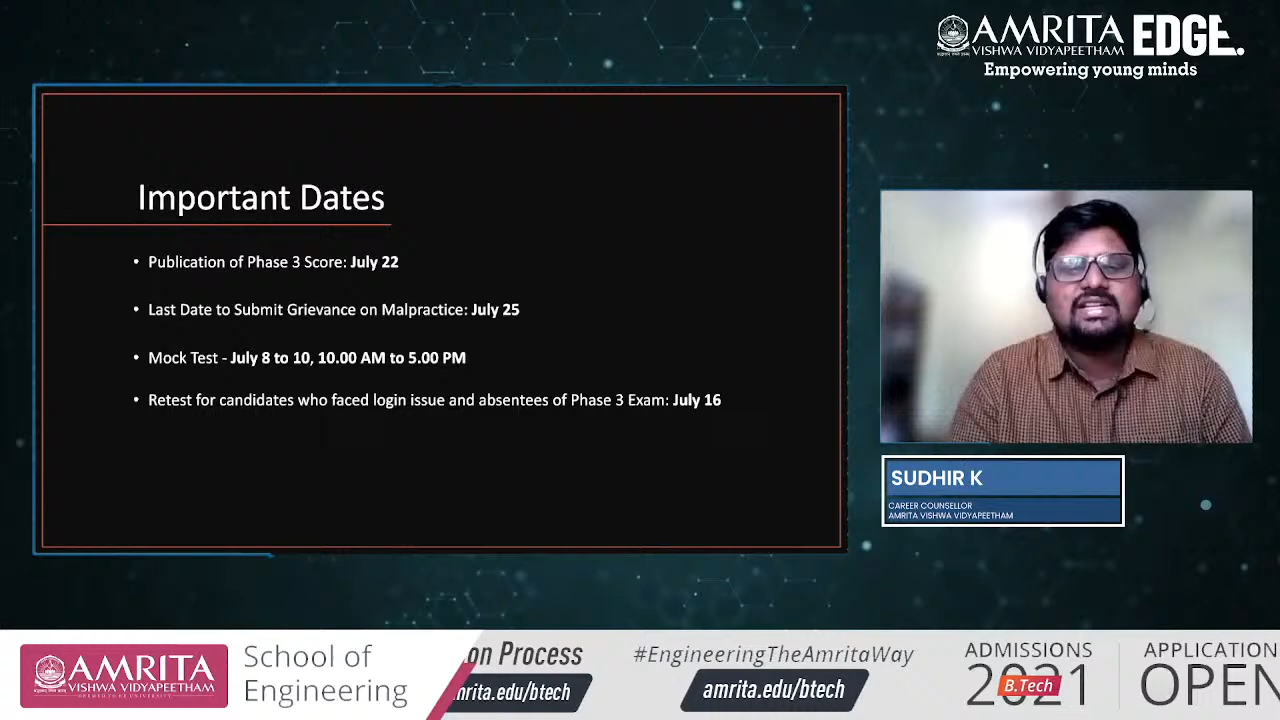 AMRITA
VISHWA VIDYAPEETHAM
EDGE.
Empowering young minds
Important Dates
• Publication of Phase 3 Score: July 22
• Last Date to Submit Grievance on Malpractice: July 25
• Mock Test - July 8 to 10, 10.00 AM to 5.00 PM
• Retest for candidates who faced login issue and absentees of Phase 3 Exam: July 16
SUDHIR K
CAREER COUNSELLOR
AMRITA VISHWA VIDYAPEETHAM
AMRITA
VISHWA VIDYAPEETHAM
School of
Engineering
on Process
rita.edu/btech
#EngineeringTheAmritaWay
amrita.edu/btech
ADMISSIONS
2021
B.Tech
APPLICATION
OPEN